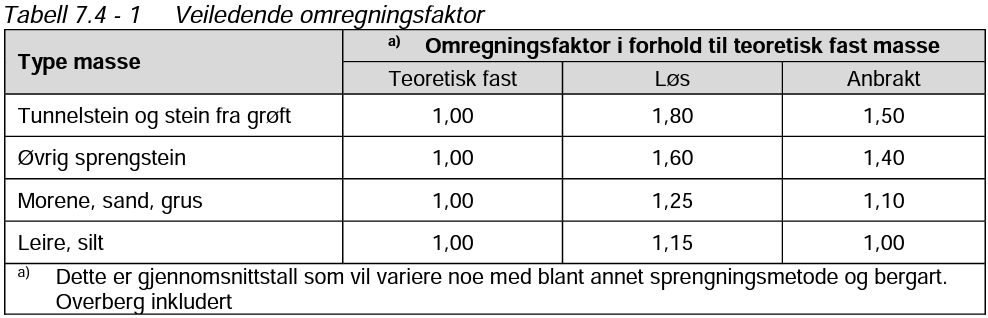 Tabell 7.4 - 1 Veiledende omregningsfaktor
Type masse
a) Omregningsfaktor i forhold til teoretisk fast masse
Teoretisk fast Løs Anbrakt
Tunnelstein og stein fra grøft 1,00 1,80 1,50
Øvrig sprengstein 1,00 1,60 1,40
Morene, sand, grus 1,00 1,25 1,10
Leire, silt 1,00 1,15 1,00
a) Dette er gjennomsnittstall som vil variere noe med blant annet sprengningsmetode og bergart.
Overberg inkludert